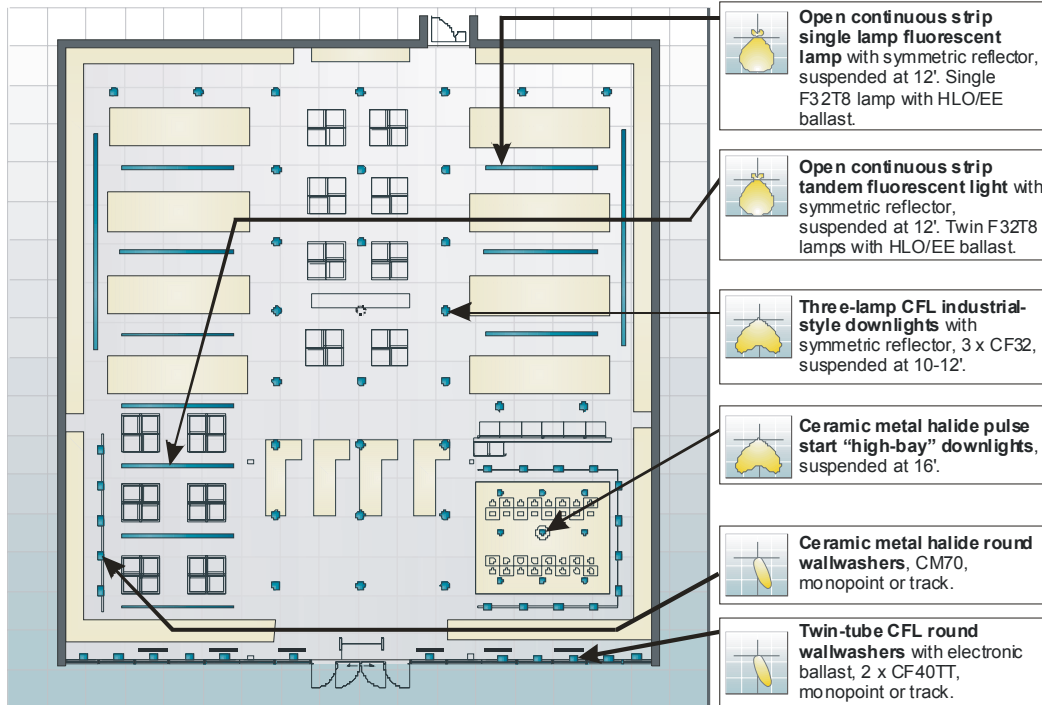 Open continuous strip
single lamp fluorescent
lamp with symmetric reflector,
suspended at 12'. Single
F32T8 lamp with HLO/EE
ballast.
Open continuous strip
tandem fluorescent light with
symmetric reflector,
suspended at 12'. Twin F32T8
lamps with HLO/EE ballast.
Three-lamp CFL industrial-
style downlights with
symmetric reflector, 3 x CF32,
suspended at 10-12'.
Ceramic metal halide pulse
start “high-bay” downlights,
suspended at 16'.
Ceramic metal halide round
wallwashers, CM70,
monopoint or track.
Twin-tube CFL round
wallwashers with electronic
ballast, 2 x CF40TT,
monopoint or track.